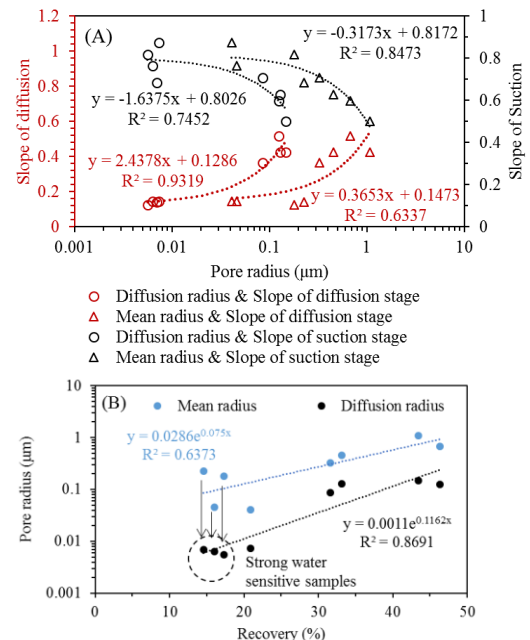 (A)
y = -0.3173x + 0.8172
R² = 0.8473
y = -1.6375x + 0.8026
R² = 0.7452
y = 2.4378x + 0.1286
R² = 0.9319
y = 0.3653x + 0.1473
R² = 0.6337
Slope of diffusion
1.2
1
0.8
0.6
0.4
0.2
0
Slope of Suction
1
0.8
0.6
0.4
0.2
0
0.001
0.01
0.1
1
10
Pore radius (μm)
Diffusion radius & Slope of diffusion stage
Mean radius & Slope of diffusion stage
Diffusion radius & Slope of suction stage
Mean radius & Slope of suction stage
(B)
Mean radius
Diffusion radius
y = 0.0286e^0.075x
R² = 0.6373
y = 0.0011e^0.1162x
R² = 0.8691
Strong water
sensitive samples
Pore radius (μm)
10
1
0.1
0.01
0.001
0
10
20
30
40
50
Recovery (%)